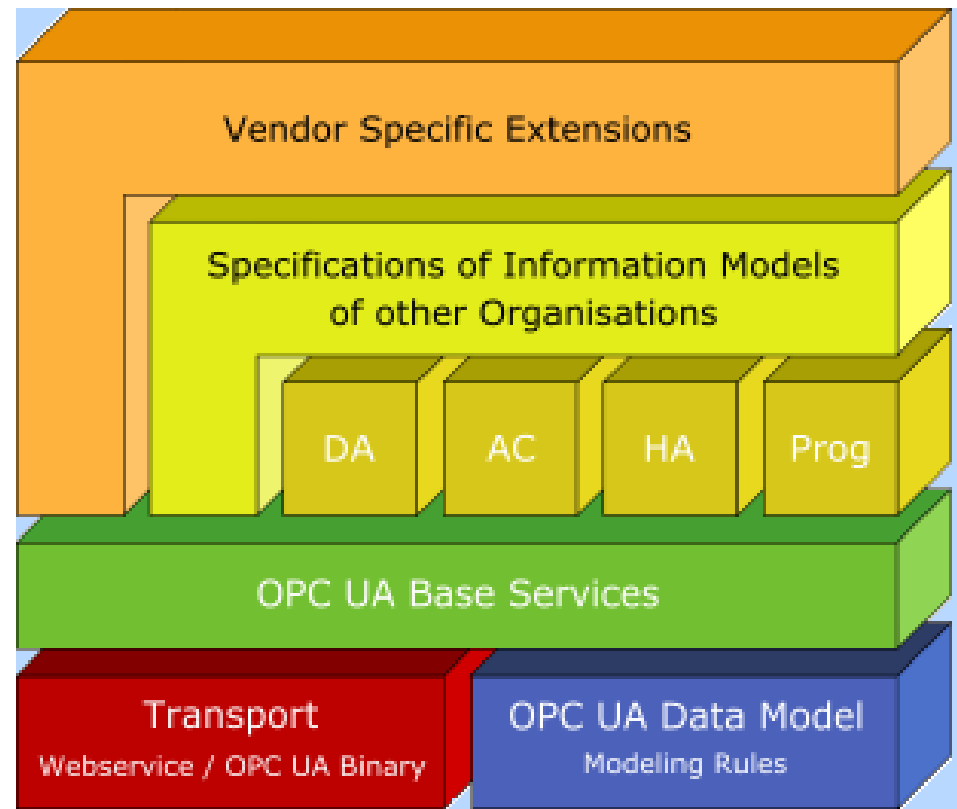 Vendor Specific Extensions
Specifications of Information Models
of other Organisations
DA
AC
HA
Prog
OPC UA Base Services
Transport
Webservice / OPC UA Binary
OPC UA Data Model
Modeling Rules